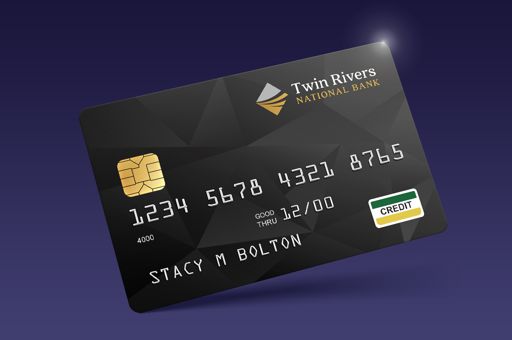 Twin Rivers
NATIONAL BANK
1234 5678 4321 8765
4000
GOOD THRU 12/00
CREDIT
STACY M BOLTON